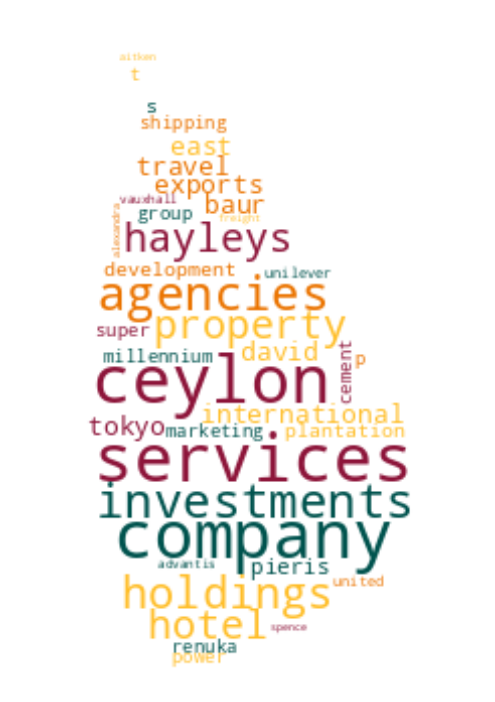 aitken
t
s
shipping
east
travel
exports
vauxhall
baur
group
freight
alexandra
hayleys
development
unilever
agencies
super
property
millennium
david
p
cement
ceylon
international
tokyo
marketing
plantation
services
investments
company
advantis
pieris
united
holdings
hotel
spence
renuka
power